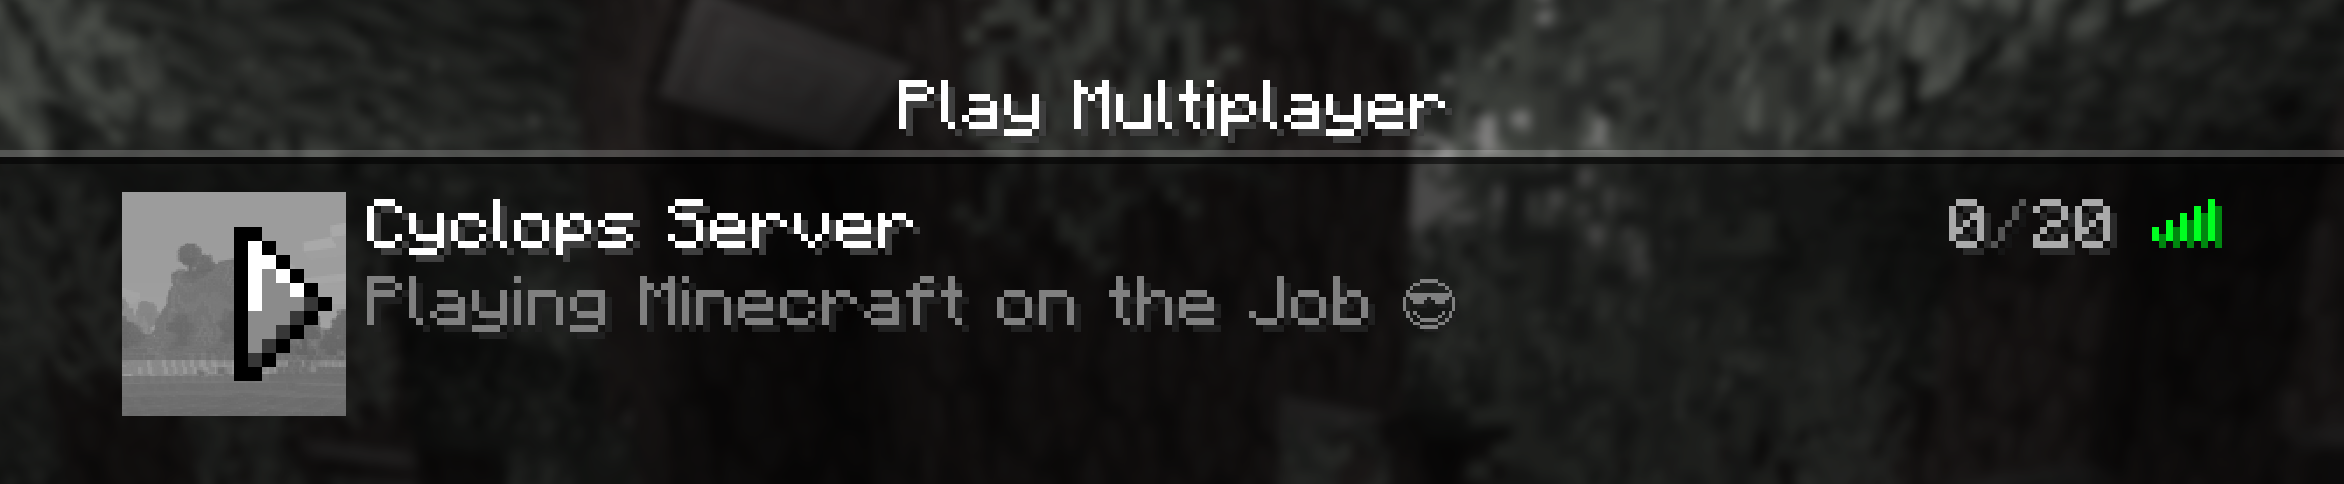 Play Multiplayer
Cyclops Server 0/20
Playing Minecraft on the Job 😎